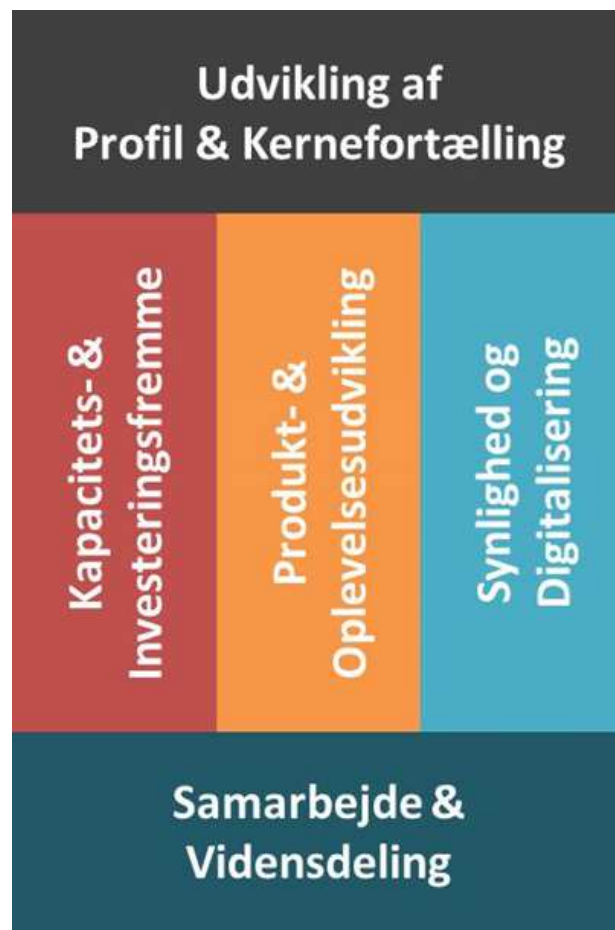 Udvikling af
Profil & Kernefortælling
Kapacitets- &
Investeringsfremme
Produkt- &
Oplevelsesudvikling
Synlighed og
Digitalisering
Samarbejde &
Vidensdeling